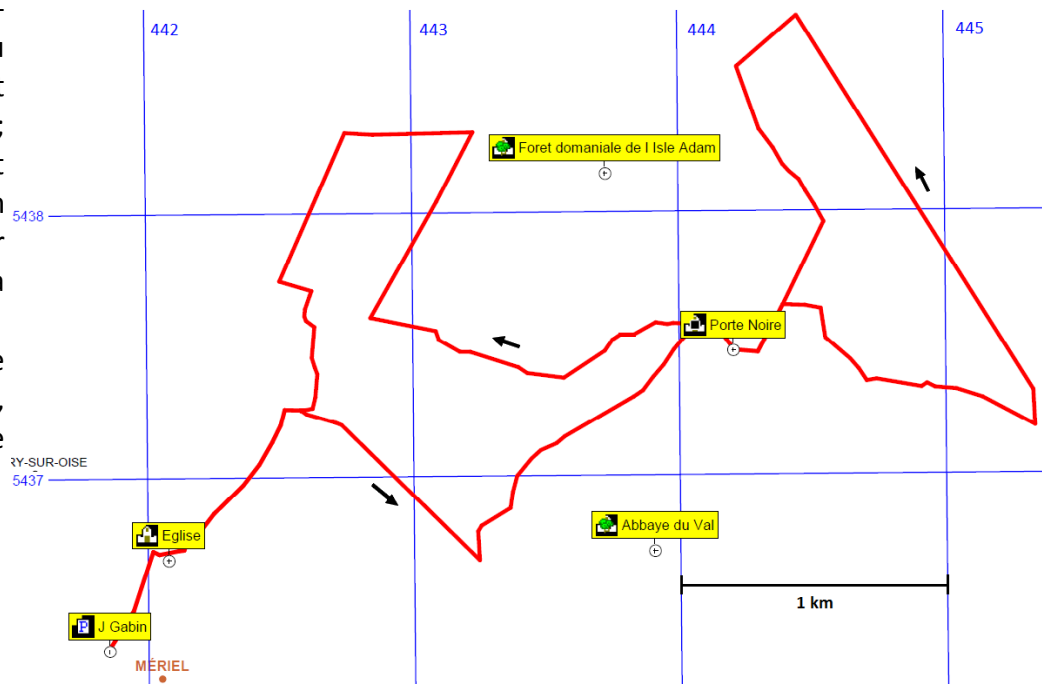 442
443
444
445
Foret domaniale de l Isle Adam
5438
Porte Noire
RY-SUR-OISE
5437
Abbaye du Val
Eglise
1 km
P J Gabin
MÉRIEL